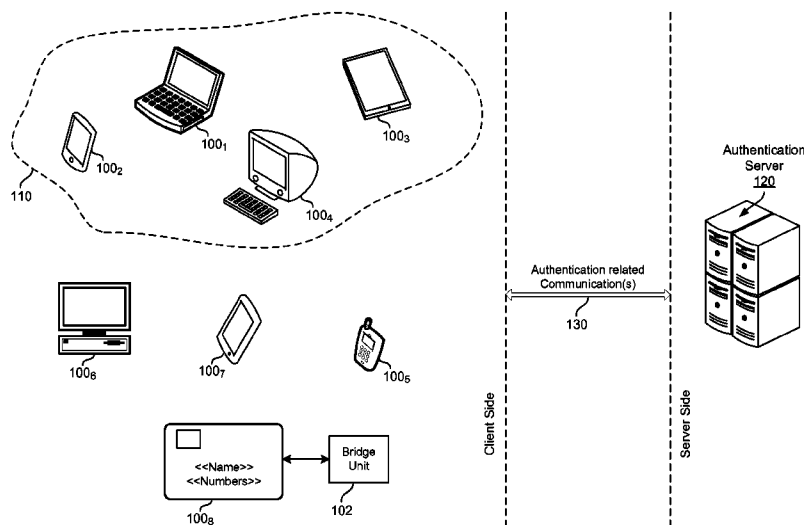 100₁
100₂
100₃
100₄
110
Authentication
Server
120
Authentication related
Communication(s)
130
100₆
100₇
100₅
Client Side
Server Side
<<Name>>
<<Numbers>>
100₈
Bridge
Unit
102